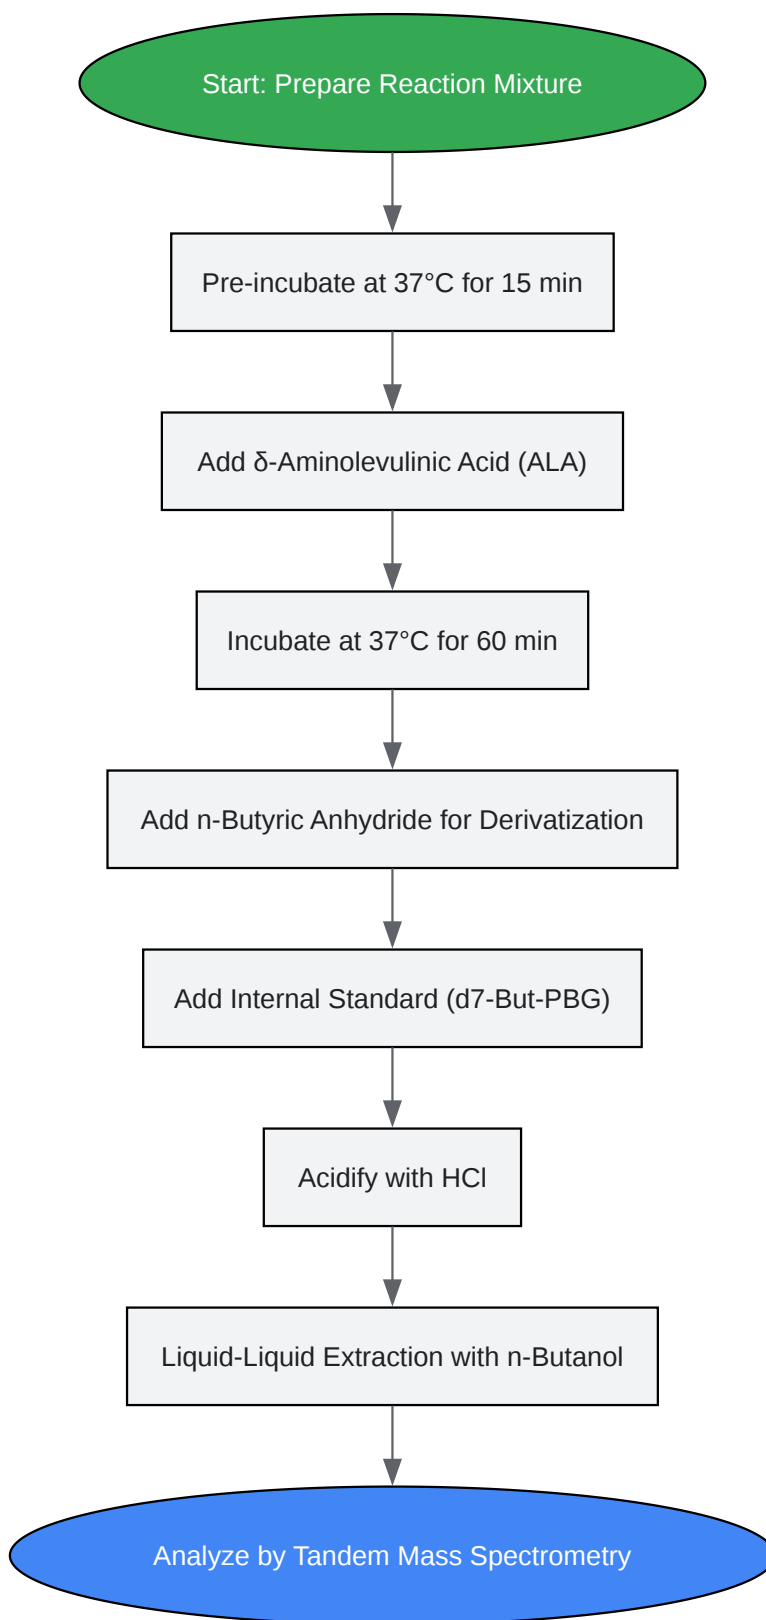 Start: Prepare Reaction Mixture
Pre-incubate at 37°C for 15 min
Add δ-Aminolevulinic Acid (ALA)
Incubate at 37°C for 60 min
Add n-Butyric Anhydride for Derivatization
Add Internal Standard (d7-But-PBG)
Acidify with HCl
Liquid-Liquid Extraction with n-Butanol
Analyze by Tandem Mass Spectrometry